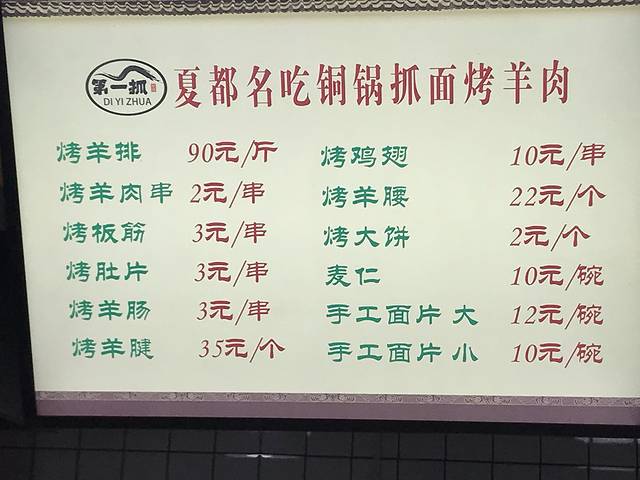 第一抓
DI YI ZHUA
夏都名吃铜锅抓面烤羊肉
烤羊排 90元/斤
烤羊肉串 2元/串
烤板筋 3元/串
烤肚片 3元/串
烤羊肠 3元/串
烤羊腱 35元/个
烤鸡翅 10元/串
烤羊腰 22元/个
烤大饼 2元/个
麦仁 10元/碗
手工面片 大 12元/碗
手工面片 小 10元/碗